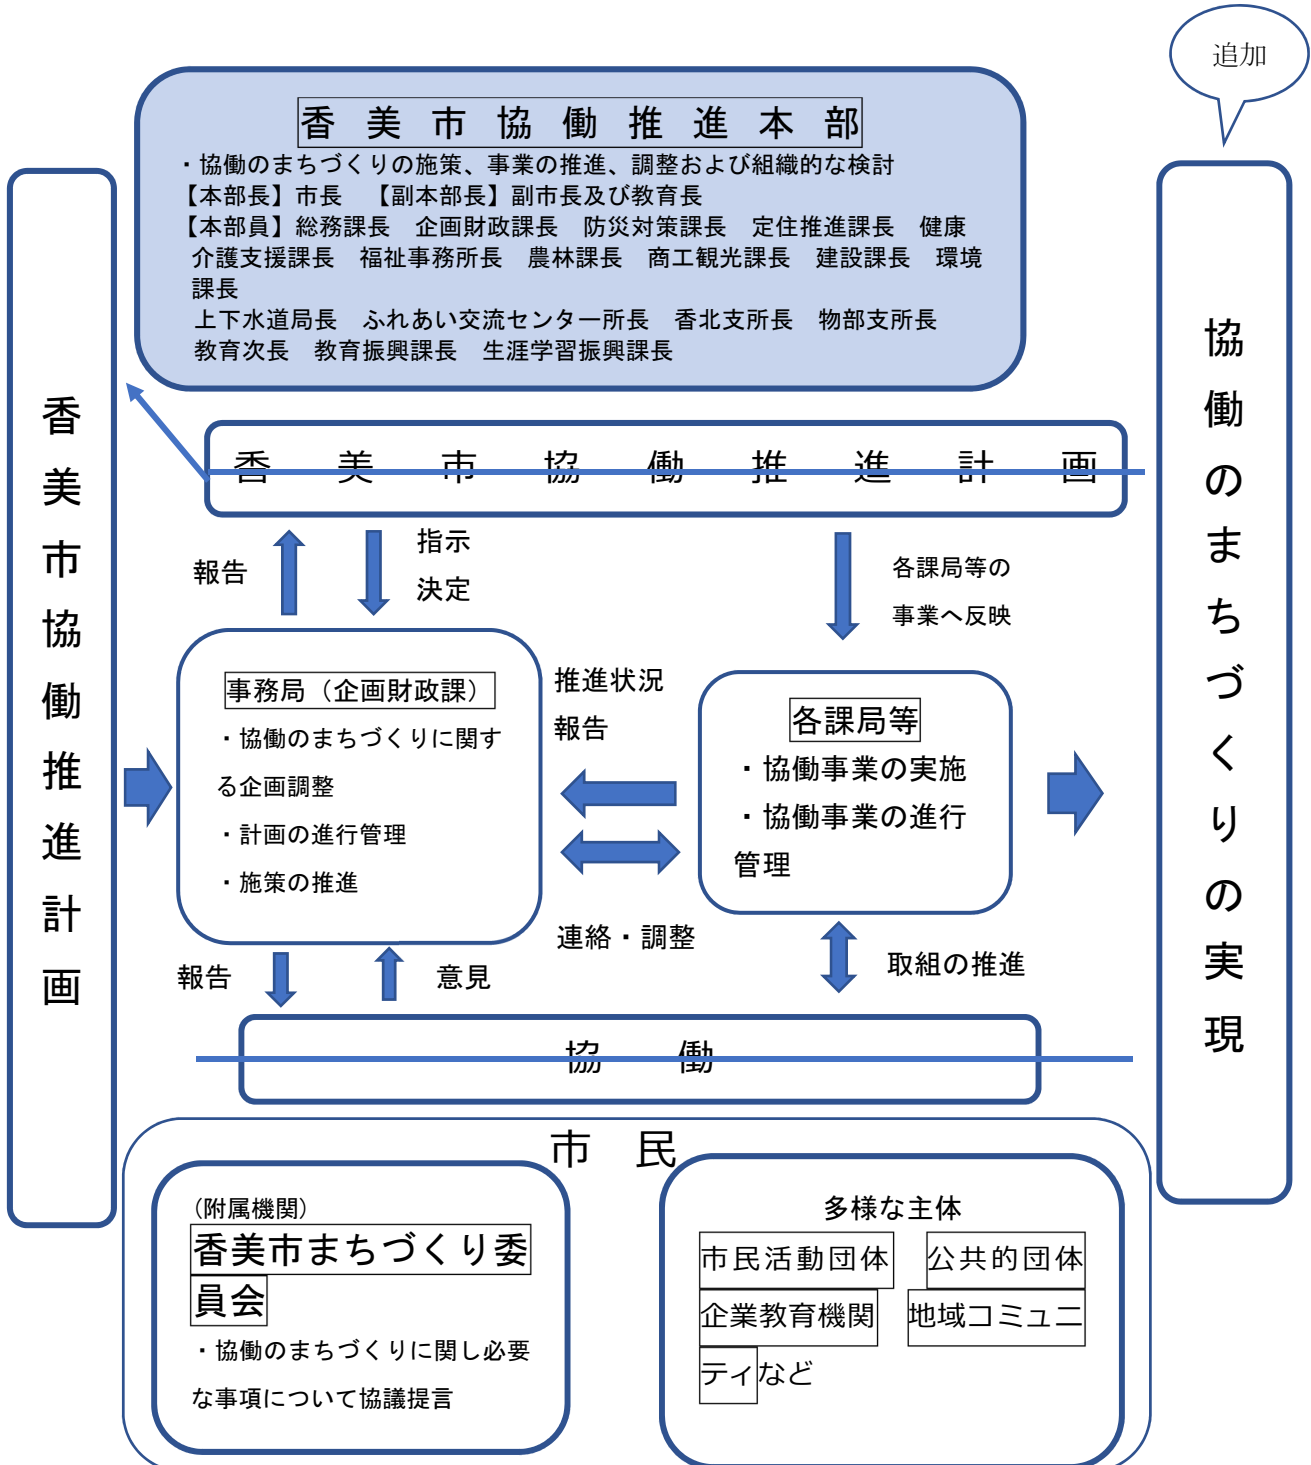 追加
香美市協働推進本部
・協働のまちづくりの施策、事業の推進、調整および組織的な検討
【本部長】市長　【副本部長】副市長及び教育長
【本部員】総務課長　企画財政課長　防災対策課長　定住推進課長　健康
介護支援課長　福祉事務所長　農林課長　商工観光課長　建設課長　環境
課長
上下水道局長　ふれあい交流センター所長　香北支所長　物部支所長
教育次長　教育振興課長　生涯学習振興課長
香美市協働推進計画
協働のまちづくりの実現
香美市協働推進計画
報告
指示
決定
各課局等の
事業へ反映
事務局（企画財政課）
・協働のまちづくりに関す
る企画調整
・計画の進行管理
・施策の推進
推進状況
報告
連絡・調整
各課局等
・協働事業の実施
・協働事業の進行
管理
報告
意見
取組の推進
協　働
市　民
（附属機関）
香美市まちづくり委
員会
・協働のまちづくりに関し必要
な事項について協議提言
多様な主体
市民活動団体　公共的団体
企業教育機関　地域コミュニ
ティなど